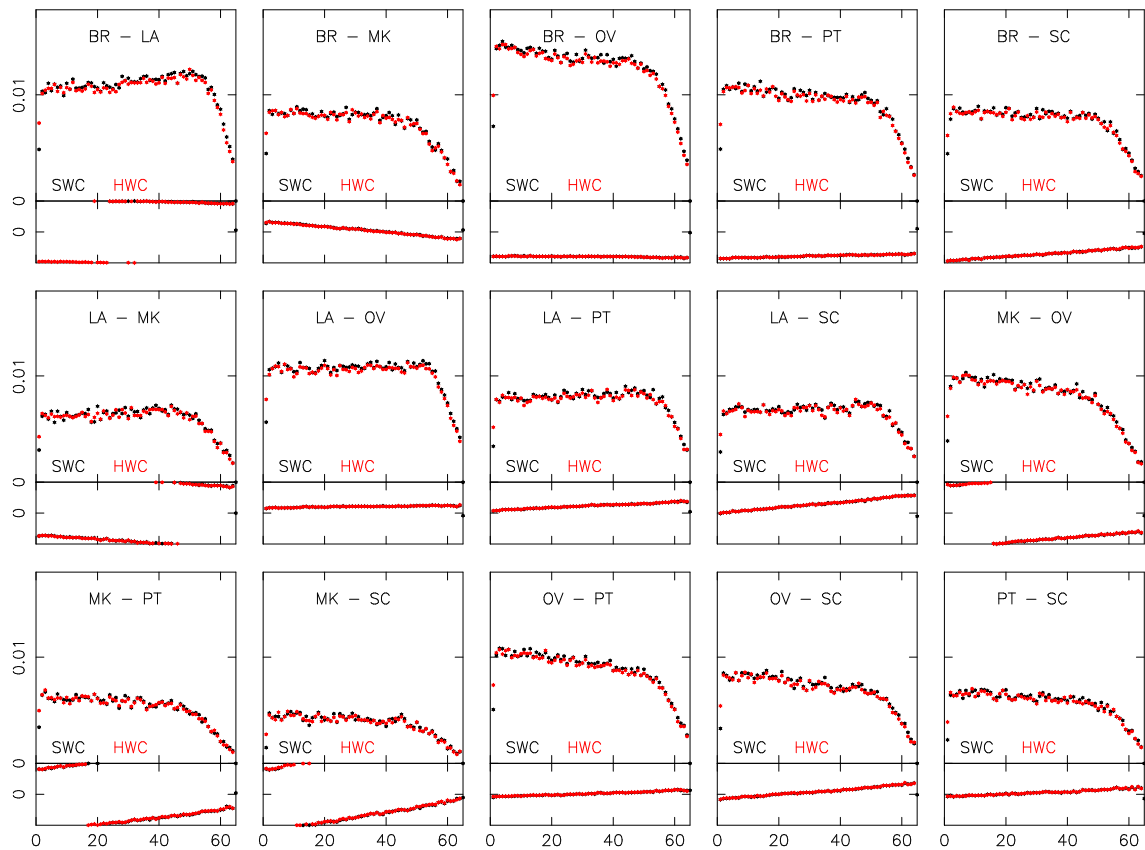 BR – LA BR – MK BR – OV BR – PT BR – SC
0.01
SWC HWC SWC HWC SWC HWC SWC HWC SWC HWC
0
0
LA – MK LA – OV LA – PT LA – SC MK – OV
0.01
SWC HWC SWC HWC SWC HWC SWC HWC SWC HWC
0
0
MK – PT MK – SC OV – PT OV – SC PT – SC
0.01
SWC HWC SWC HWC SWC HWC SWC HWC SWC HWC
0
0
0 20 40 60 0 20 40 60 0 20 40 60 0 20 40 60 0 20 40 60